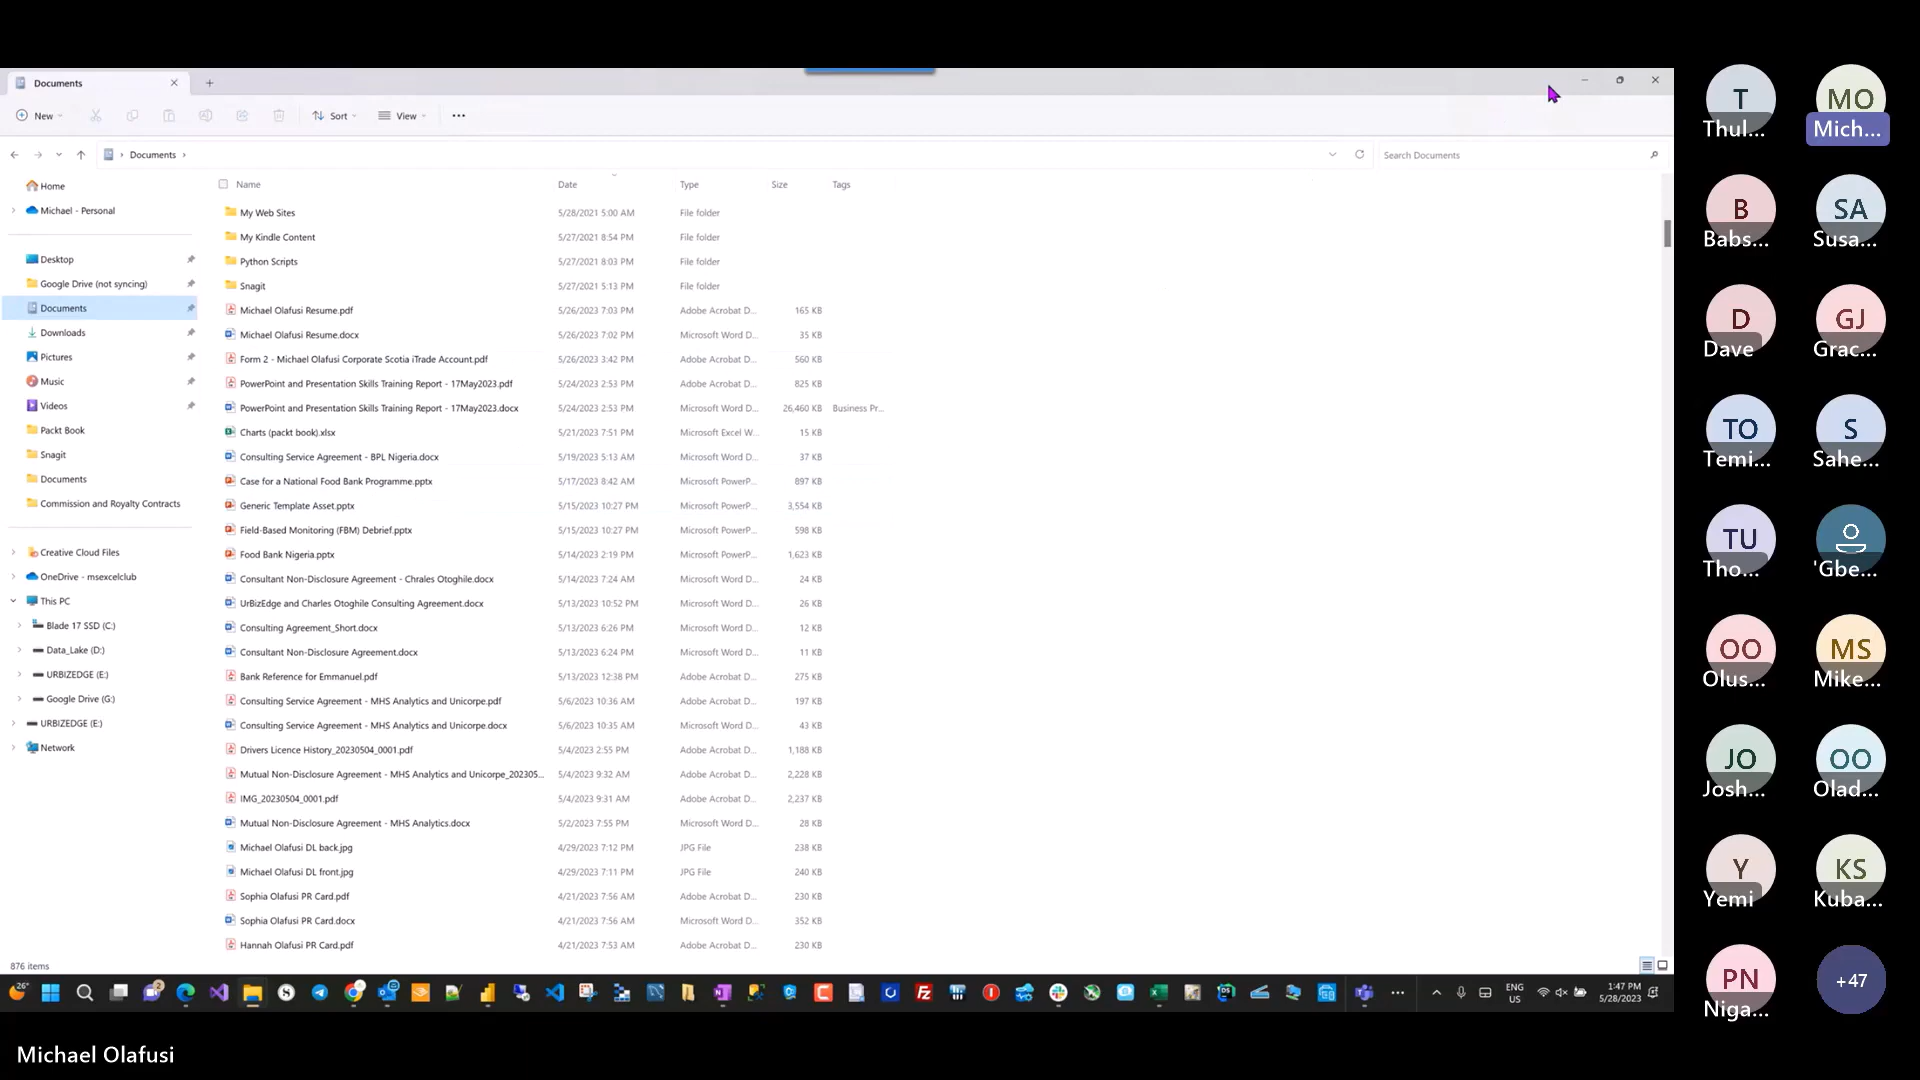 Documents
New
Sort
View
Documents
Search Documents
Name Date Type Size Tags
Home
Michael - Personal
Desktop
Google Drive (not syncing)
Documents
Downloads
Pictures
Music
Videos
Packt Book
Snagit
Documents
Commission and Royalty Contracts
Creative Cloud Files
OneDrive - msexcelclub
This PC
Blade 17 SSD (C:)
Data_Lake (D:)
URBIZEDGE (E:)
Google Drive (G:)
URBIZEDGE (E:)
Network
My Web Sites 5/28/2021 5:00 AM File folder
My Kindle Content 5/27/2021 8:54 PM File folder
Python Scripts 5/27/2021 8:03 PM File folder
Snagit 5/27/2021 5:13 PM File folder
Michael Olafusi Resume.pdf 5/26/2023 7:03 PM Adobe Acrobat D... 165 KB
Michael Olafusi Resume.docx 5/26/2023 7:02 PM Microsoft Word D... 35 KB
Form 2 - Michael Olafusi Corporate Scotia iTrade Account.pdf 5/26/2023 3:42 PM Adobe Acrobat D... 560 KB
PowerPoint and Presentation Skills Training Report - 17May2023.pdf 5/24/2023 2:53 PM Adobe Acrobat D... 825 KB
PowerPoint and Presentation Skills Training Report - 17May2023.docx 5/24/2023 2:53 PM Microsoft Word D... 26,460 KB Business Pr...
Charts (packt book).xlsx 5/21/2023 7:51 PM Microsoft Excel W... 15 KB
Consulting Service Agreement - BPL Nigeria.docx 5/19/2023 5:13 AM Microsoft Word D... 37 KB
Case for a National Food Bank Programme.pptx 5/17/2023 8:42 AM Microsoft PowerP... 897 KB
Generic Template Asset.pptx 5/15/2023 10:27 PM Microsoft PowerP... 3,554 KB
Field-Based Monitoring (FBM) Debrief.pptx 5/15/2023 10:27 PM Microsoft PowerP... 598 KB
Food Bank Nigeria.pptx 5/14/2023 2:19 PM Microsoft PowerP... 1,623 KB
Consultant Non-Disclosure Agreement - Chrales Otoghile.docx 5/14/2023 7:24 AM Microsoft Word D... 24 KB
UrBizEdge and Charles Otoghile Consulting Agreement.docx 5/13/2023 10:52 PM Microsoft Word D... 26 KB
Consulting Agreement_Short.docx 5/13/2023 6:26 PM Microsoft Word D... 12 KB
Consultant Non-Disclosure Agreement.docx 5/13/2023 6:24 PM Microsoft Word D... 11 KB
Bank Reference for Emmanuel.pdf 5/13/2023 12:38 PM Adobe Acrobat D... 275 KB
Consulting Service Agreement - MHS Analytics and Unicorpe.pdf 5/6/2023 10:36 AM Adobe Acrobat D... 197 KB
Consulting Service Agreement - MHS Analytics and Unicorpe.docx 5/6/2023 10:35 AM Microsoft Word D... 43 KB
Drivers Licence History_20230504_0001.pdf 5/4/2023 2:55 PM Adobe Acrobat D... 1,188 KB
Mutual Non-Disclosure Agreement - MHS Analytics and Unicorpe_202305... 5/4/2023 9:32 AM Adobe Acrobat D... 2,228 KB
IMG_20230504_0001.pdf 5/4/2023 9:31 AM Adobe Acrobat D... 2,237 KB
Mutual Non-Disclosure Agreement - MHS Analytics.docx 5/2/2023 7:55 PM Microsoft Word D... 28 KB
Michael Olafusi DL back.jpg 4/29/2023 7:12 PM JPG File 238 KB
Michael Olafusi DL front.jpg 4/29/2023 7:11 PM JPG File 240 KB
Sophia Olafusi PR Card.pdf 4/21/2023 7:56 AM Adobe Acrobat D... 230 KB
Sophia Olafusi PR Card.docx 4/21/2023 7:56 AM Microsoft Word D... 352 KB
Hannah Olafusi PR Card.pdf 4/21/2023 7:53 AM Adobe Acrobat D... 230 KB
876 items
26°
ENG
US
1:47 PM
5/28/2023
Michael Olafusi
T MO
Thul... Mich...
B SA
Babs... Susa...
D GJ
Dave Grac...
TO S
Temi... Sahe...
TU
Tho... 'Gbe...
OO MS
Olus... Mike...
JO OO
Josh... Olad...
Y KS
Yemi Kuba...
PN +47
Niga...